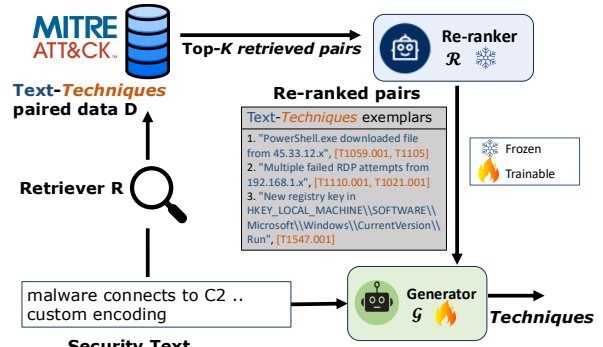 MITRE
ATT&CK™
Top-K retrieved pairs
Re-ranker
R
Text-Techniques
paired data D
Re-ranked pairs
Text-Techniques exemplars
1. "PowerShell.exe downloaded file
from 45.33.12.x", [T1059.001, T1105]
2. "Multiple failed RDP attempts from
192.168.1.x", [T1110.001, T1021.001]
3. "New registry key in
HKEY_LOCAL_MACHINE\\SOFTWARE\\
Microsoft\\Windows\\CurrentVersion\\
Run", [T1547.001]
Frozen
Trainable
Retriever R
malware connects to C2 ..
custom encoding
Generator
G
Techniques
Security Text